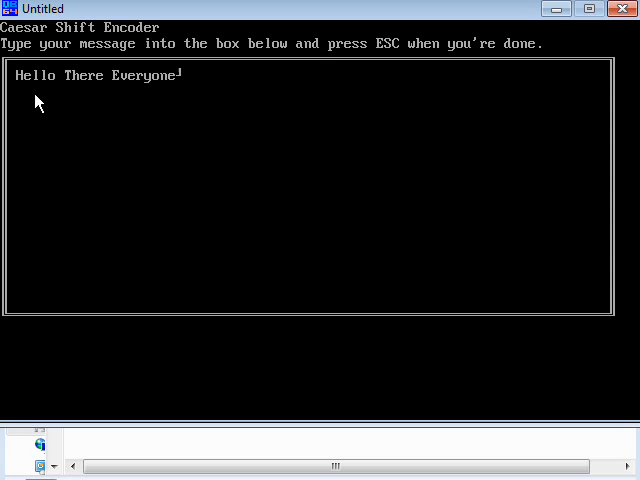 Untitled
Caesar Shift Encoder
Type your message into the box below and press ESC when you're done.
Hello There Everyone